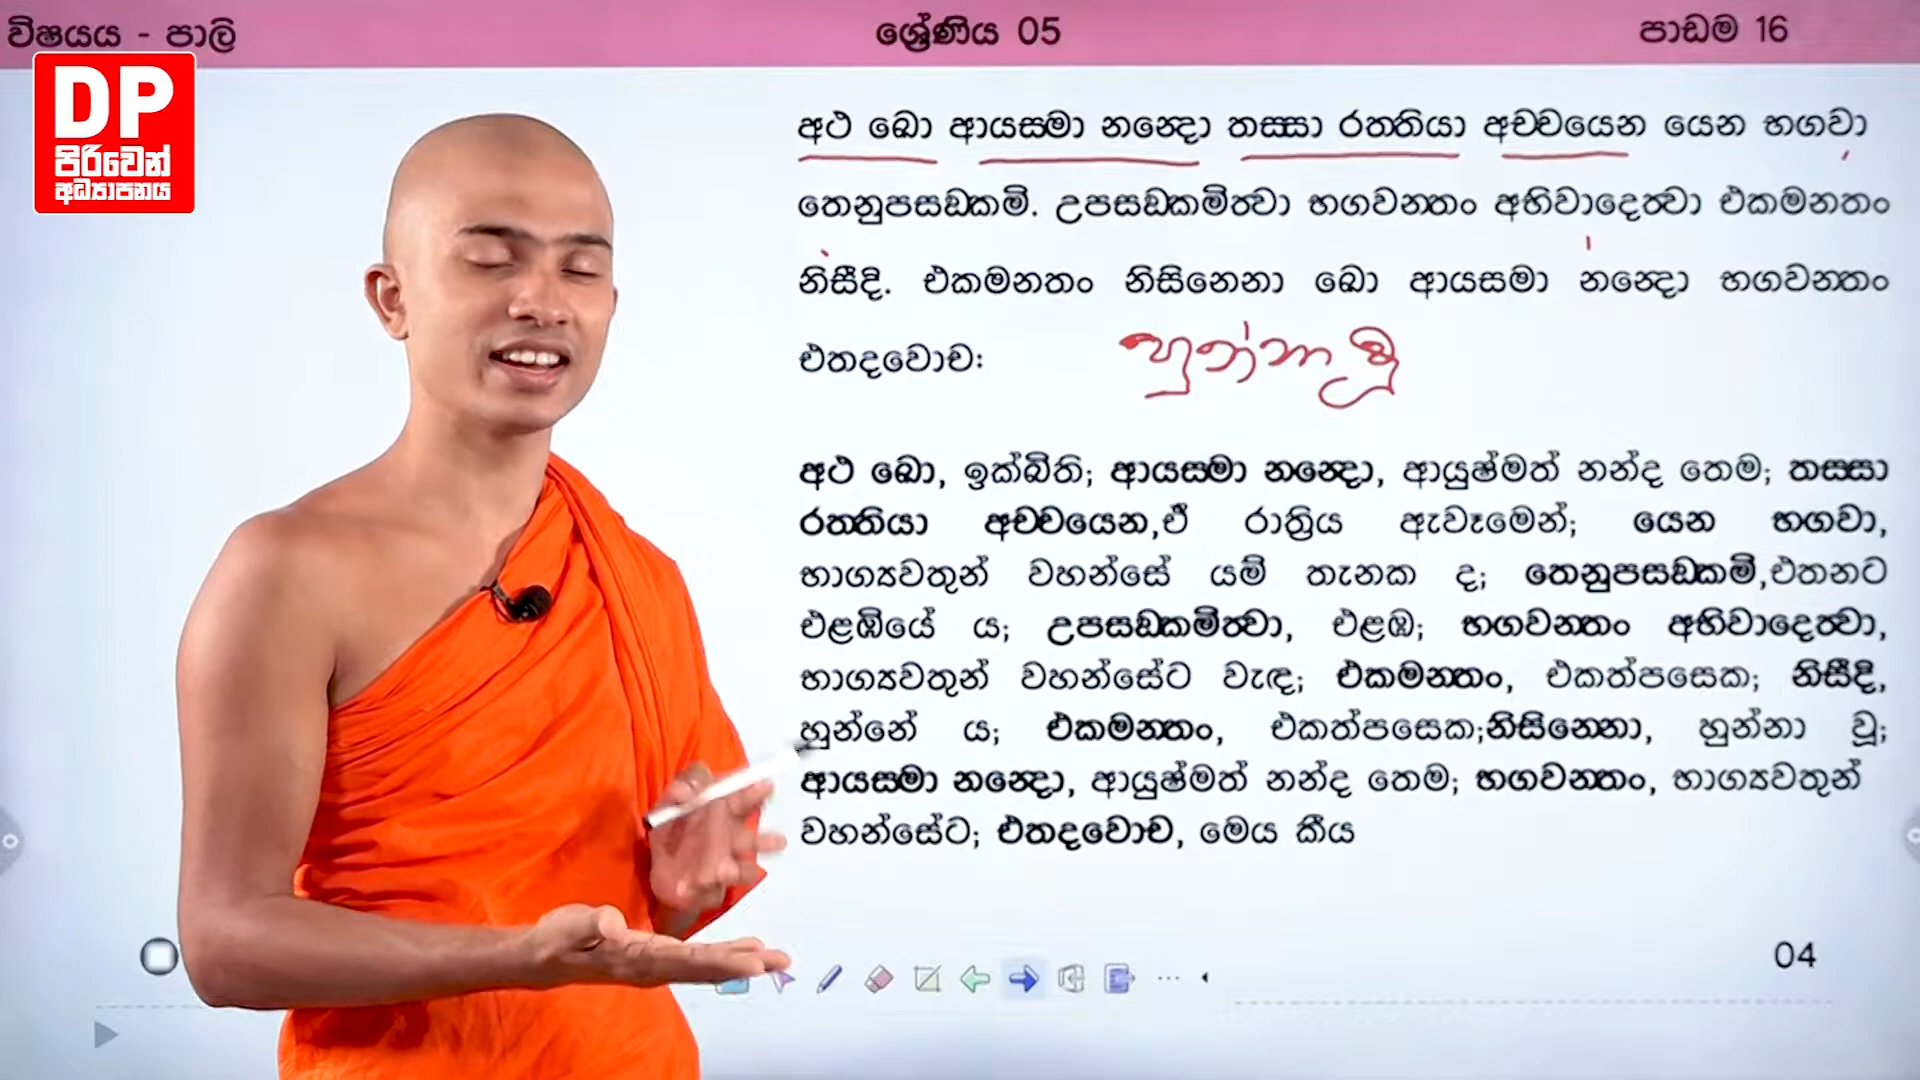 විෂයය - පාලි
ශ්‍රේණිය 05
පාඩම 16
DP
පිරිවෙන්
අධ්‍යාපනය
අථ ඛො ආයස‍්මා නන්‍දො තස‍්සා රත‍්තියා අච‍්චයෙන යෙන භගවා
තෙනුපසඞ‍්කමි. උපසඞ‍්කමිත්‍වා භගවන‍්තං අභිවාදෙත්‍වා එකමනතං
නිසීදි. එකමනතං නිසිනෙනා ඛො ආයසමා නන්‍දො භගවන‍්තං
එතදවොච:
හුන්නා වූ
අථ ඛො, ඉක්බිති; ආයස‍්මා නන්‍දො, ආයුෂ්මත් නන්ද තෙම; තස‍්සා
රත‍්තියා අච‍්චයෙන,ඒ රාත්‍රිය ඇවෑමෙන්; යෙන භගවා,
භාග්‍යවතුන් වහන්සේ යම් තැනක ද; තෙනුපසඞ‍්කමි,එතනට
එළඹියේ ය; උපසඞ‍්කමිත්‍වා, එළඹ; භගවන‍්තං අභිවාදෙත්‍වා,
භාග්‍යවතුන් වහන්සේට වැඳ; එකමන‍්තං, එකත්පසෙක; නිසීදි,
හුන්නේ ය; එකමන‍්තං, එකත්පසෙක;නිසින‍්නො, හුන්නා වූ;
ආයස‍්මා නන්‍දො, ආයුෂ්මත් නන්ද තෙම; භගවන‍්තං, භාග්‍යවතුන්
වහන්සේට; එතදවොච, මෙය කීය
04